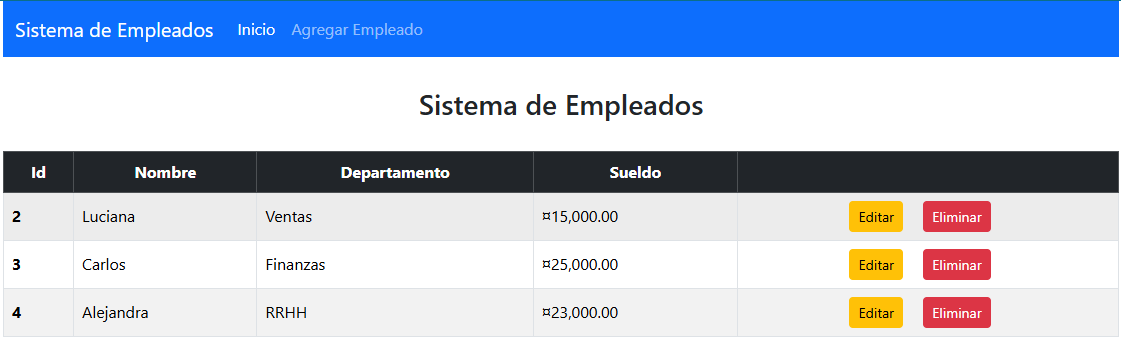 Sistema de Empleados Inicio Agregar Empleado
Sistema de Empleados
Id Nombre Departamento Sueldo
2 Luciana Ventas ¤15,000.00 Editar Eliminar
3 Carlos Finanzas ¤25,000.00 Editar Eliminar
4 Alejandra RRHH ¤23,000.00 Editar Eliminar